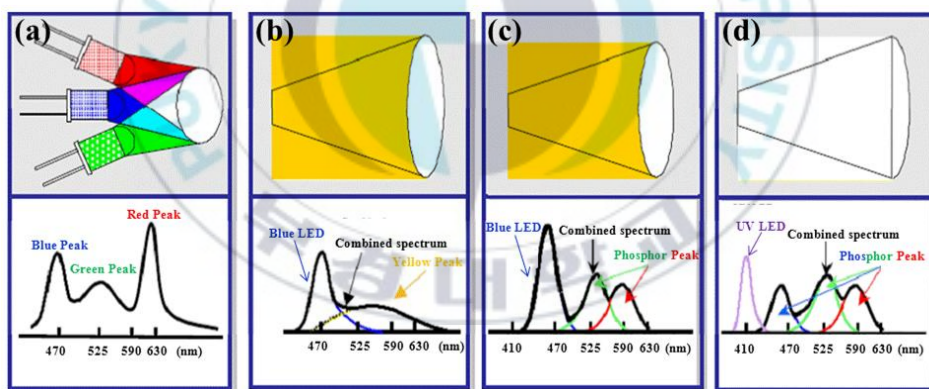 (a)
Red Peak
Blue Peak
Green Peak
470 525 590 630 (nm)
(b)
Blue LED
Combined spectrum
Yellow Peak
470 525 590 630 (nm)
(c)
Blue LED
Combined spectrum
Phosphor Peak
410 470 525 590 630 (nm)
(d)
UV LED
Combined spectrum
Phosphor Peak
410 470 525 590 630 (nm)